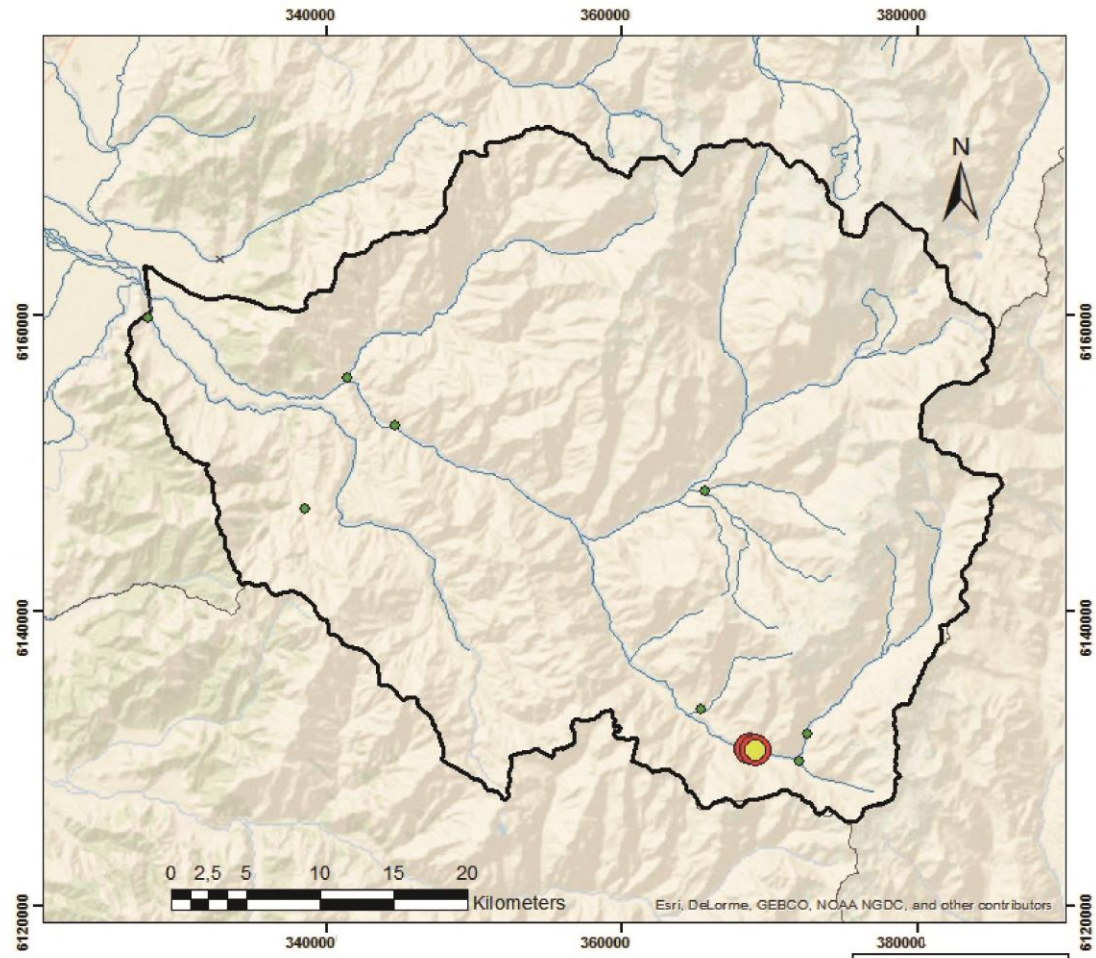 340000 360000 380000
N
6160000 6160000
6140000 6140000
0 2,5 5 10 15 20
Kilometers
Esri, DeLorme, GEBCO, NOAA NGDC, and other contributors
6120000 6120000
340000 360000 380000